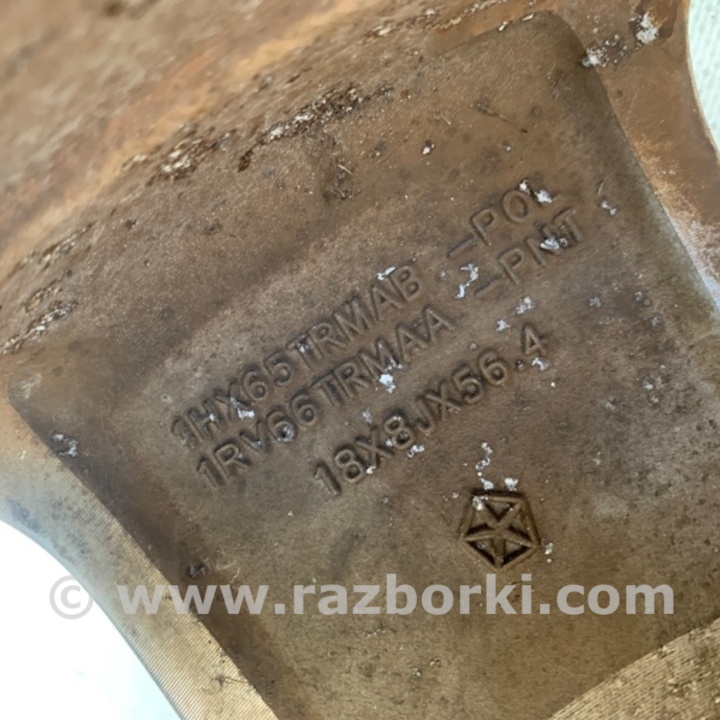 1HX65TRMAB -POL
1RV66TRMAA -PNT
18X8JX56.4
© www.razborki.com